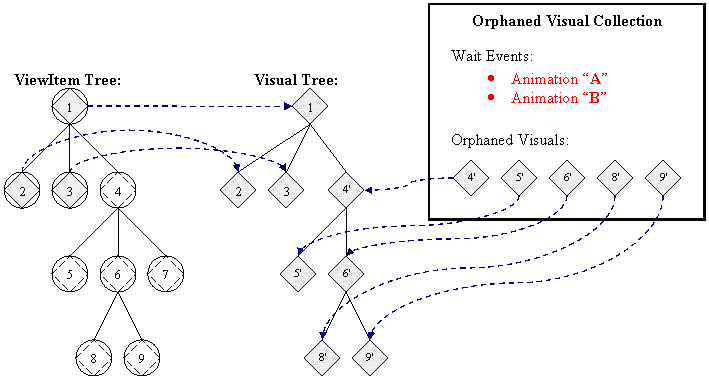 Orphaned Visual Collection
Wait Events:
• Animation “A”
• Animation “B”
Orphaned Visuals:
4' 5' 6' 8' 9'
ViewItem Tree:
1
2 3 4
5 6 7
8 9
Visual Tree:
1
2 3 4'
5' 6'
8' 9'